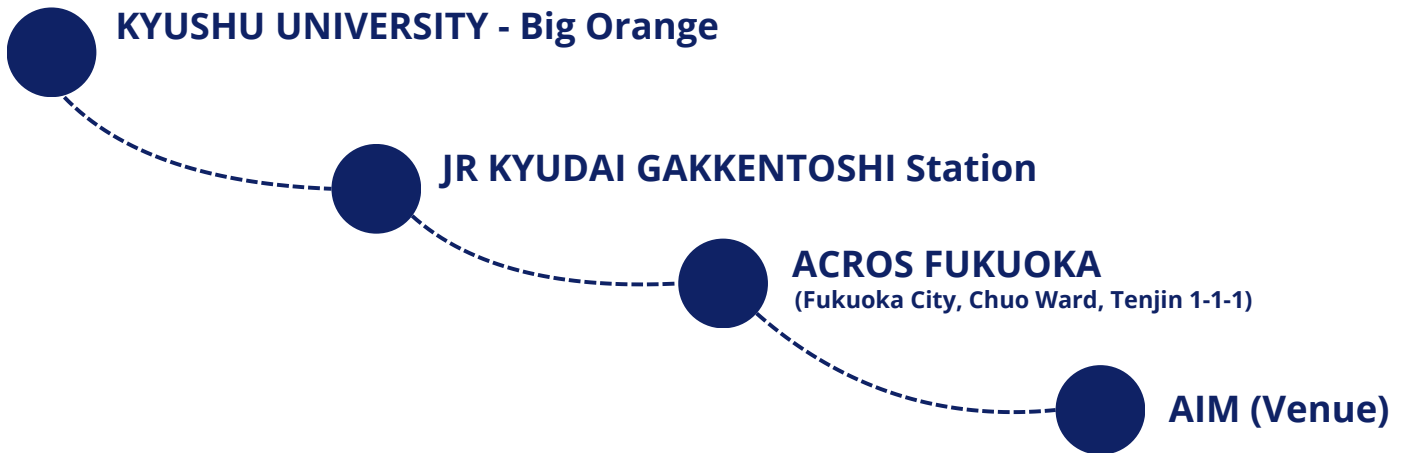 KYUSHU UNIVERSITY - Big Orange
JR KYUDAI GAKKENTOSHI Station
ACROS FUKUOKA
(Fukuoka City, Chuo Ward, Tenjin 1-1-1)
AIM (Venue)